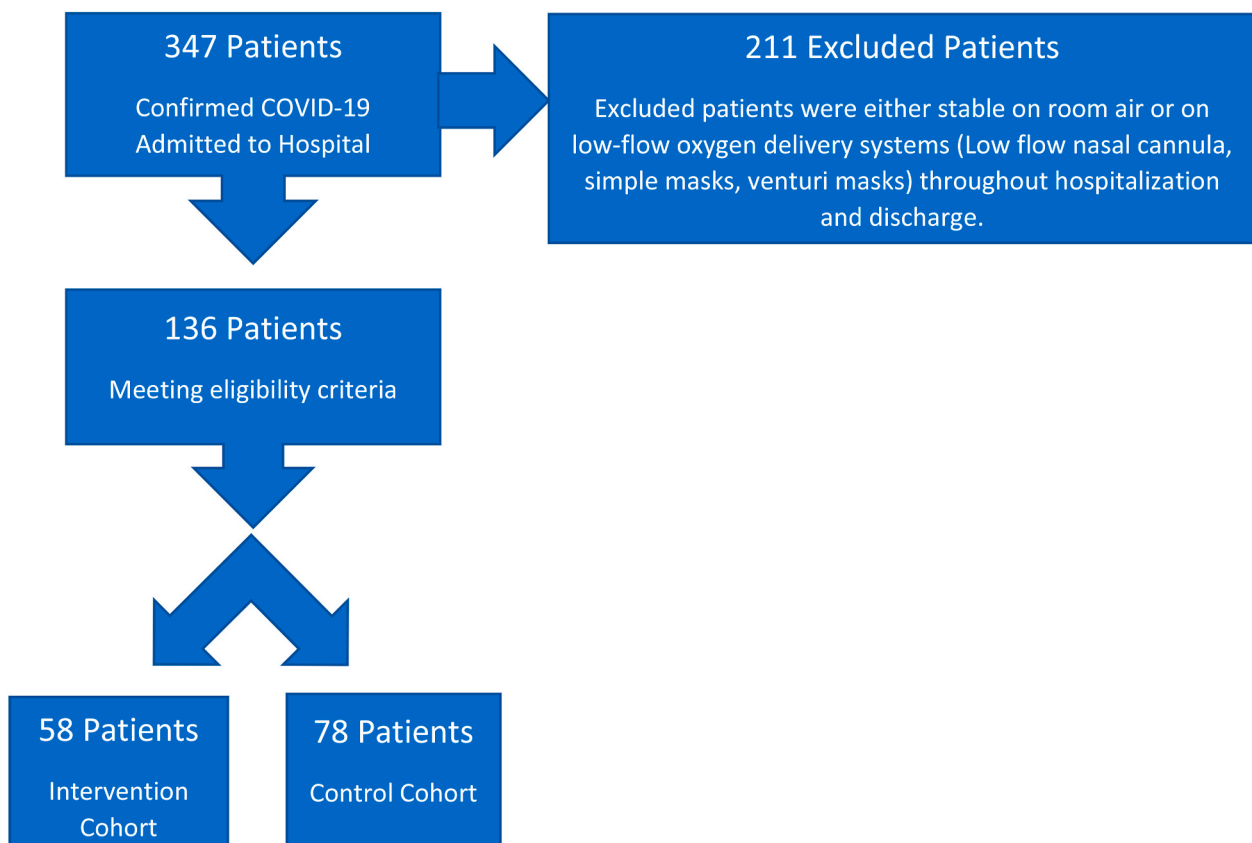 347 Patients
Confirmed COVID-19
Admitted to Hospital
211 Excluded Patients
Excluded patients were either stable on room air or on
low-flow oxygen delivery systems (Low flow nasal cannula,
simple masks, venturi masks) throughout hospitalization
and discharge.
136 Patients
Meeting eligibility criteria
58 Patients
Intervention
Cohort
78 Patients
Control Cohort